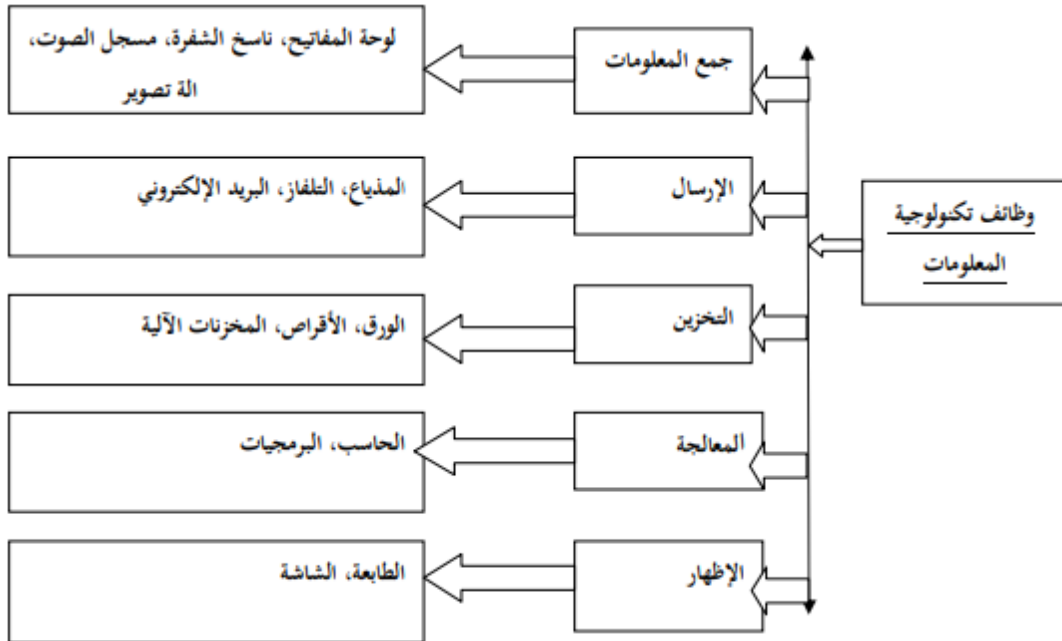 وظائف تكنولوجية
المعلومات
جمع المعلومات
لوحة المفاتيح، ناسخ الشفرة، مسجل الصوت،
الة تصوير
الإرسال
المذياع، التلفاز، البريد الإلكتروني
التخزين
الورق، الأقراص، المخزنات الآلية
المعالجة
الحاسب، البرمجيات
الإظهار
الطابعة، الشاشة